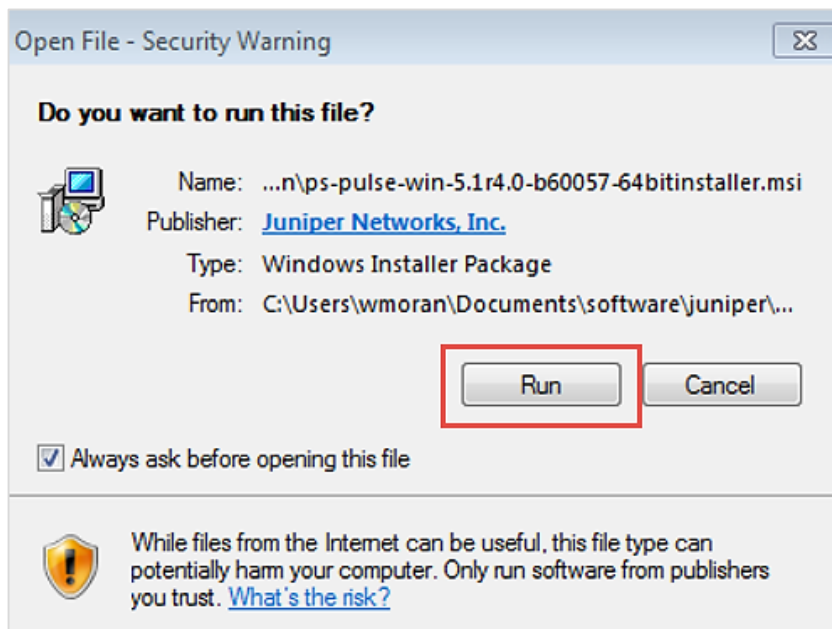 Open File - Security Warning
Do you want to run this file?
Name: ...n\ps-pulse-win-5.1r4.0-b60057-64bitinstaller.msi
Publisher: Juniper Networks, Inc.
Type: Windows Installer Package
From: C:\Users\wmoran\Documents\software\juniper\...
Run Cancel
Always ask before opening this file
While files from the Internet can be useful, this file type can
potentially harm your computer. Only run software from publishers
you trust. What's the risk?